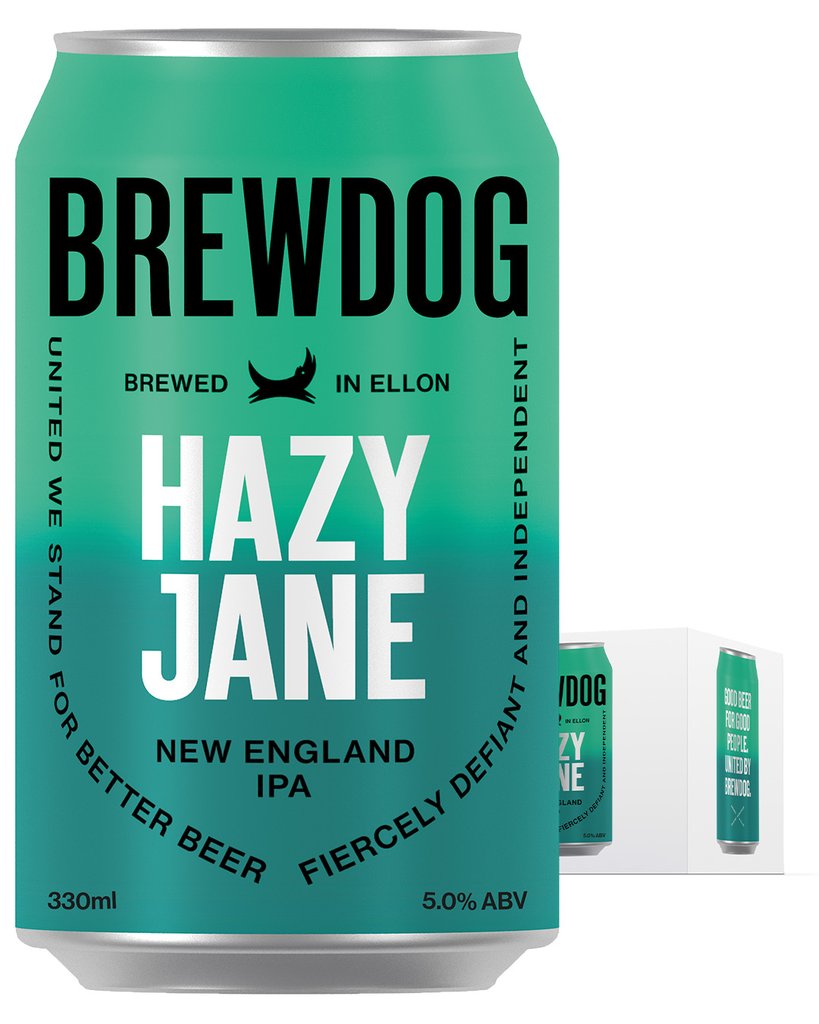 BREWDOG
BREWED IN ELLON
HAZY
JANE
NEW ENGLAND
IPA
UNITED WE STAND FOR BETTER BEER
FIERCELY DEFIANT AND INDEPENDENT
330ml
5.0% ABV
WDOG
IN ELLON
ZY
NE
GLAND
FIERCELY DEFIANT AND INDEPENDENT
5.0% ABV
GOOD BEER
FOR GOOD
PEOPLE.
UNITED BY
BREWDOG.